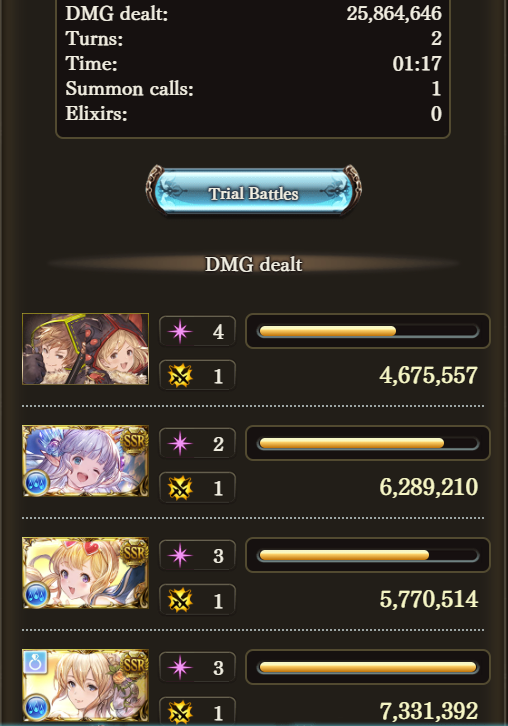 DMG dealt: 25,864,646
Turns: 2
Time: 01:17
Summon calls: 1
Elixirs: 0
Trial Battles
DMG dealt
4
1
4,675,557
SSR
2
1
6,289,210
SSR
3
1
5,770,514
SSR
3
1
7,331,392